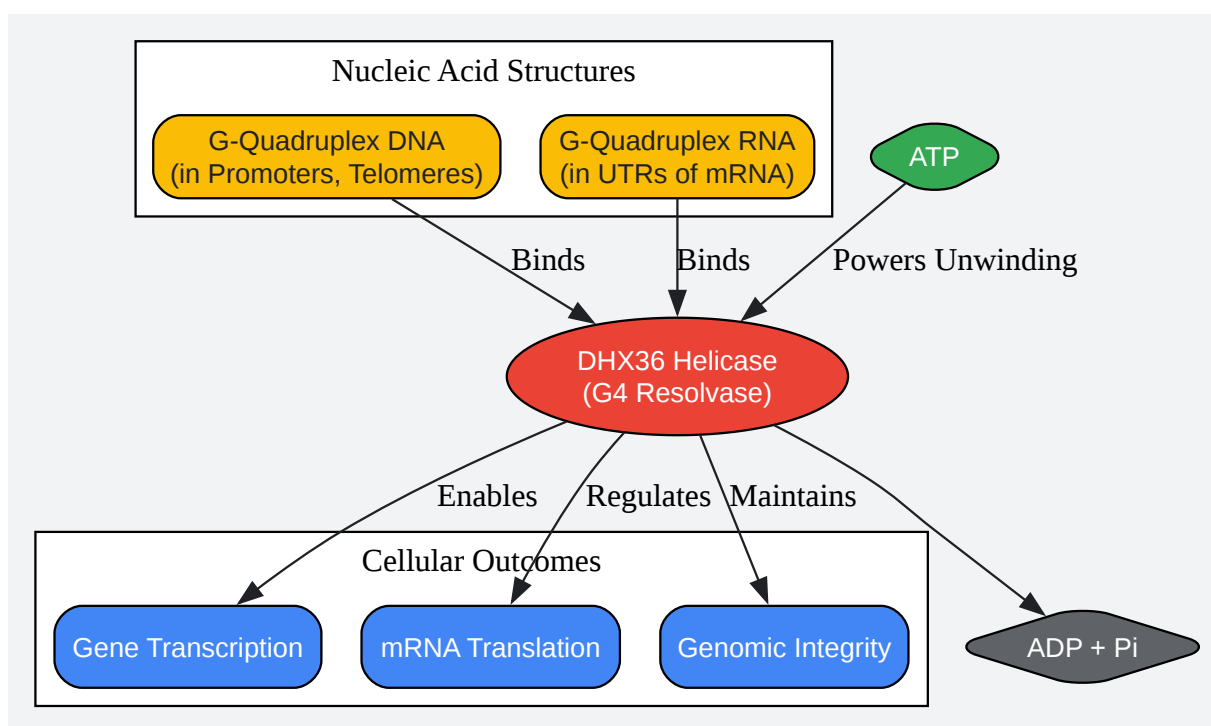 Nucleic Acid Structures
G-Quadruplex DNA
(in Promoters, Telomeres)
G-Quadruplex RNA
(in UTRs of mRNA)
ATP
Binds
Binds
Powers Unwinding
DHX36 Helicase
(G4 Resolvase)
Enables
Regulates
Maintains
Cellular Outcomes
Gene Transcription
mRNA Translation
Genomic Integrity
ADP + Pi